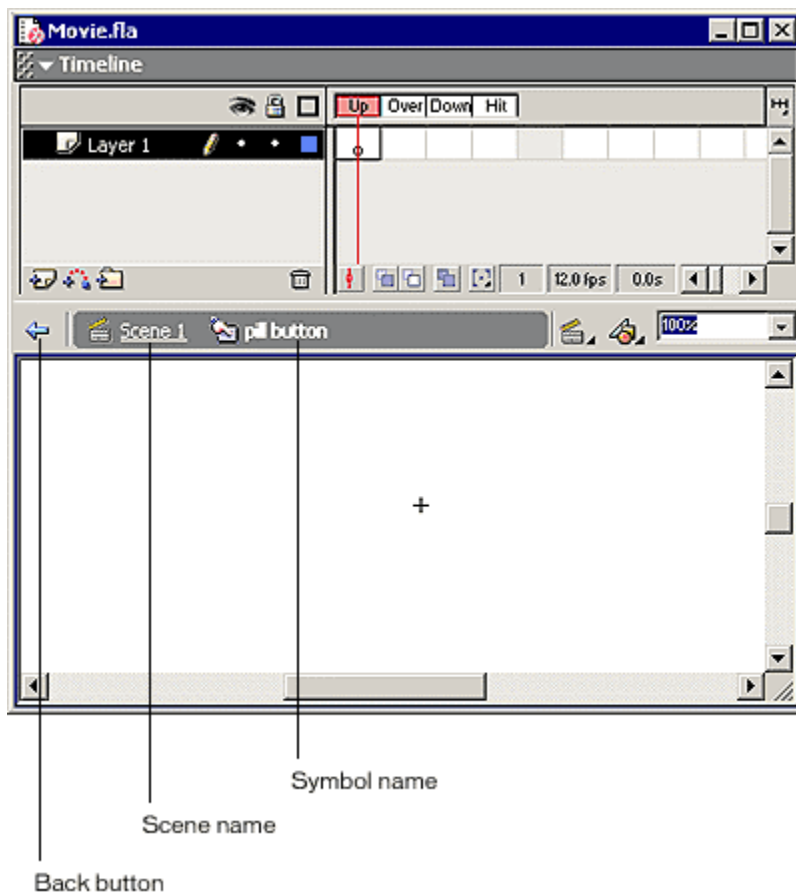 Movie.fla
Timeline
Up Over Down Hit
Layer 1
1 12.0 fps 0.0s
Scene 1 pill button 100%
Symbol name
Scene name
Back button